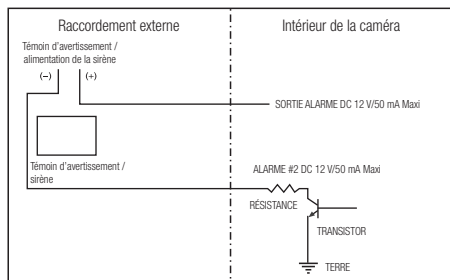 Raccordement externe
Intérieur de la caméra
Témoin d'avertissement /
alimentation de la sirène
(–)
(+)
SORTIE ALARME DC 12 V/50 mA Maxi
Témoin d'avertissement /
sirène
ALARME #2 DC 12 V/50 mA Maxi
RÉSISTANCE
TRANSISTOR
TERRE